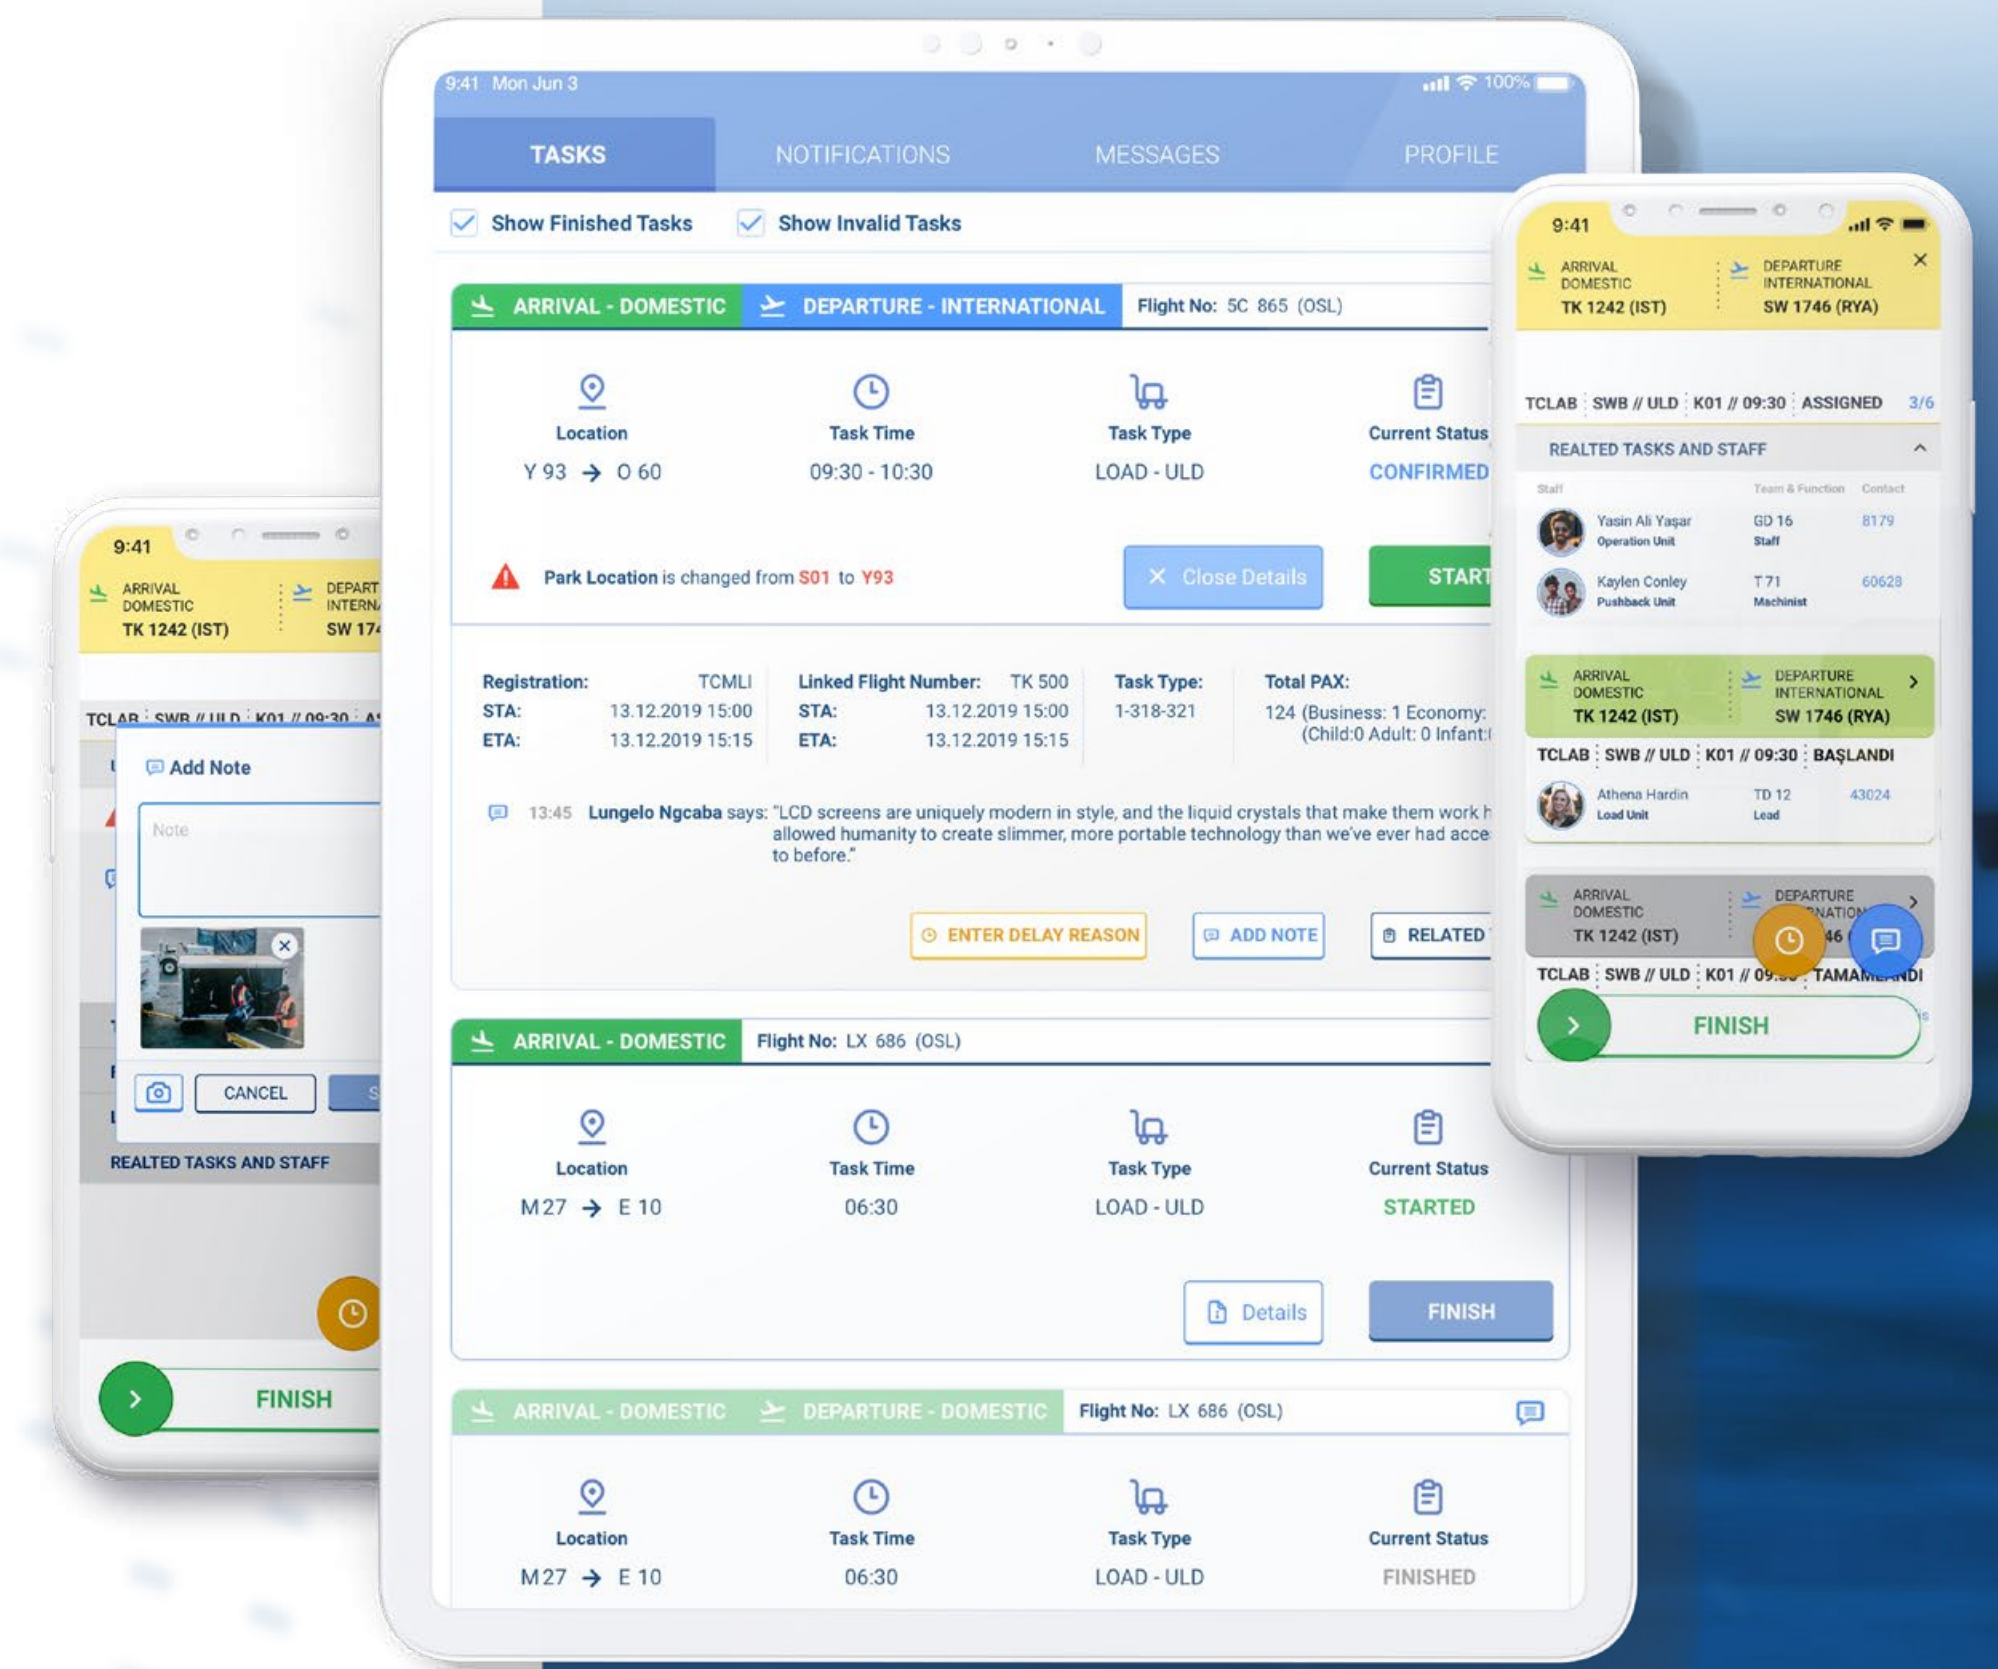 9:41 Mon Jun 3
100%
TASKS
NOTIFICATIONS
MESSAGES
PROFILE
Show Finished Tasks
Show Invalid Tasks
ARRIVAL - DOMESTIC
DEPARTURE - INTERNATIONAL
Flight No: 5C 865 (OSL)
Location
Task Time
Task Type
Current Status
Y 93 → O 60
09:30 - 10:30
LOAD - ULD
CONFIRMED
Park Location is changed from S01 to Y93
× Close Details
START
Registration: TCMLI
Linked Flight Number: TK 500
Task Type:
Total PAX:
STA: 13.12.2019 15:00
STA: 13.12.2019 15:00
1-318-321
124 (Business: 1 Economy:
ETA: 13.12.2019 15:15
ETA: 13.12.2019 15:15
(Child:0 Adult: 0 Infant:
13:45 Lungelo Ngcaba says: "LCD screens are uniquely modern in style, and the liquid crystals that make them work
allowed humanity to create slimmer, more portable technology than we've ever had
to before."
ENTER DELAY REASON
ADD NOTE
RELATED
ARRIVAL - DOMESTIC
Flight No: LX 686 (OSL)
Location
Task Time
Task Type
Current Status
M 27 → E 10
06:30
LOAD - ULD
STARTED
Details
FINISH
ARRIVAL - DOMESTIC
DEPARTURE - DOMESTIC
Flight No: LX 686 (OSL)
Location
Task Time
Task Type
Current Status
M 27 → E 10
06:30
LOAD - ULD
FINISHED
9:41
ARRIVAL
DOMESTIC
TK 1242 (IST)
DEPART
INTERN
SW 17
TCLAB SWB // ULD K01 // 09:30
Add Note
Note
CANCEL
REALTED TASKS AND STAFF
FINISH
9:41
ARRIVAL
DOMESTIC
TK 1242 (IST)
DEPARTURE
INTERNATIONAL
SW 1746 (RYA)
TCLAB SWB // ULD K01 // 09:30 ASSIGNED 3/6
REALTED TASKS AND STAFF
Staff
Team & Function
Contact
Yasin Ali Yaşar
GD 16
8179
Operation Unit
Staff
Kaylen Conley
T 71
60628
Pushback Unit
Machinist
ARRIVAL
DOMESTIC
TK 1242 (IST)
DEPARTURE
INTERNATIONAL
SW 1746 (RYA)
TCLAB SWB // ULD K01 // 09:30 BAŞLANDI
Athena Hardin
TD 12
43024
Load Unit
Lead
ARRIVAL
DOMESTIC
TK 1242 (IST)
DEPARTURE
TCLAB SWB // ULD K01 //
FINISH